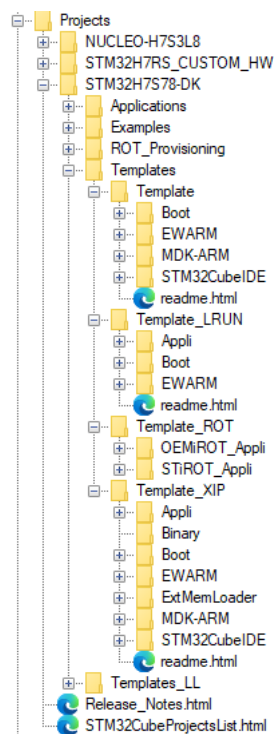 Projects
NUCLEO-H7S3L8
STM32H7RS_CUSTOM_HW
STM32H7S78-DK
Applications
Examples
ROT_Provisioning
Templates
Template
Boot
EWARM
MDK-ARM
STM32CubeIDE
readme.html
Template_LRUN
Appli
Boot
EWARM
readme.html
Template_ROT
OEMiROT_Appli
STiROT_Appli
Template_XIP
Appli
Binary
Boot
EWARM
ExtMemLoader
MDK-ARM
STM32CubeIDE
readme.html
Templates_LL
Release_Notes.html
STM32CubeProjectsList.html